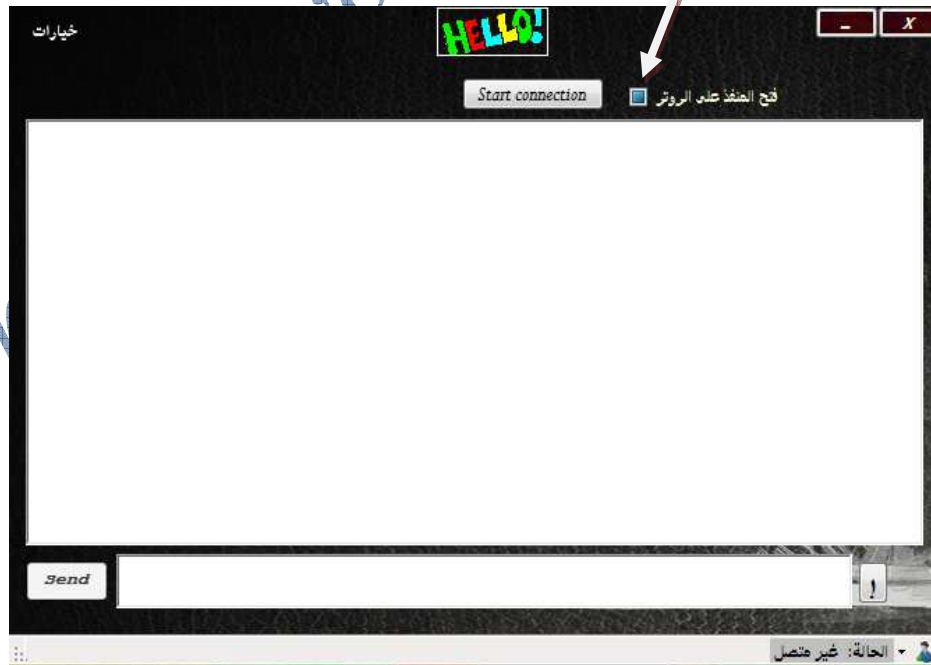 خيارات
HELLO!
- X
Start connection
فتح المنفذ على الروتر
Send
!
الحالة: غير متصل